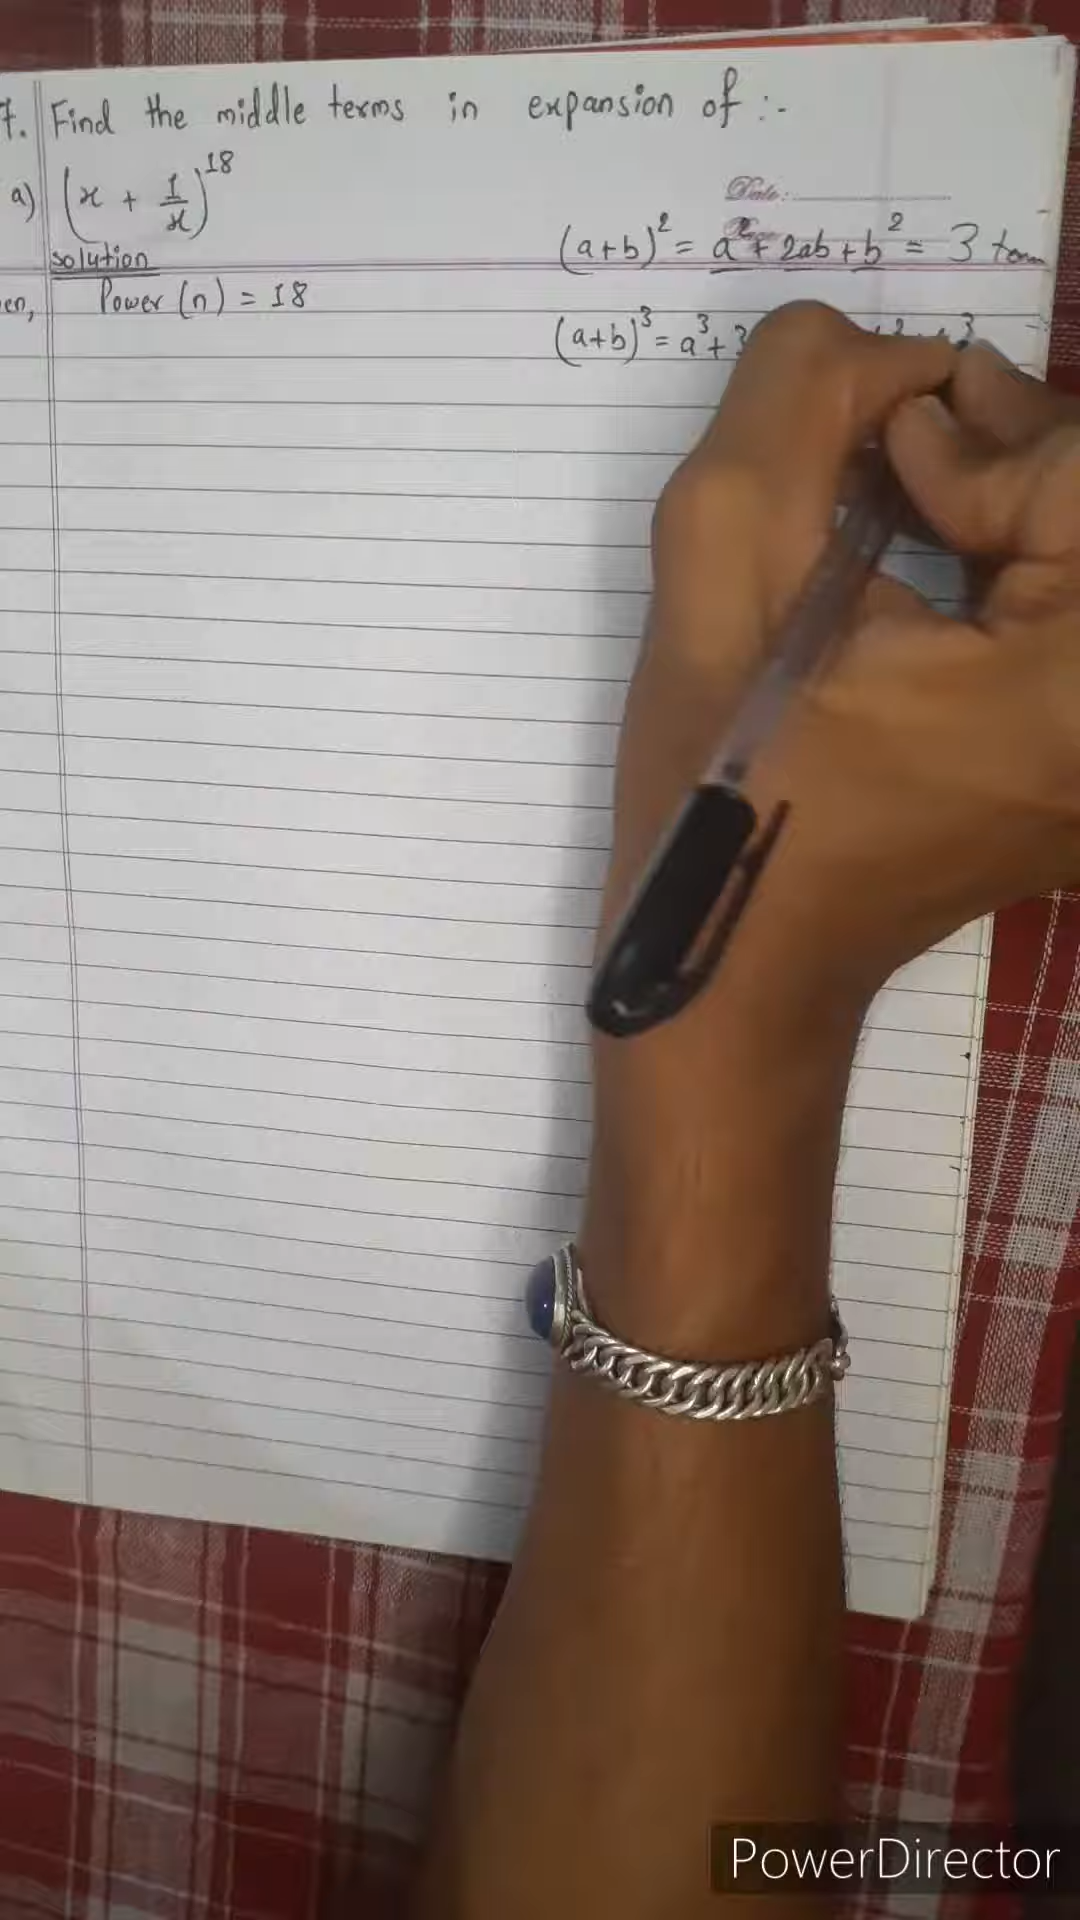 7. Find the middle terms in expansion of :-
a) (x + 1/x)^18
Date:
solution
(a+b)^2 = a^2 + 2ab + b^2 = 3 term
en, Power (n) = 18
(a+b)^3 = a^3 + 3
PowerDirector